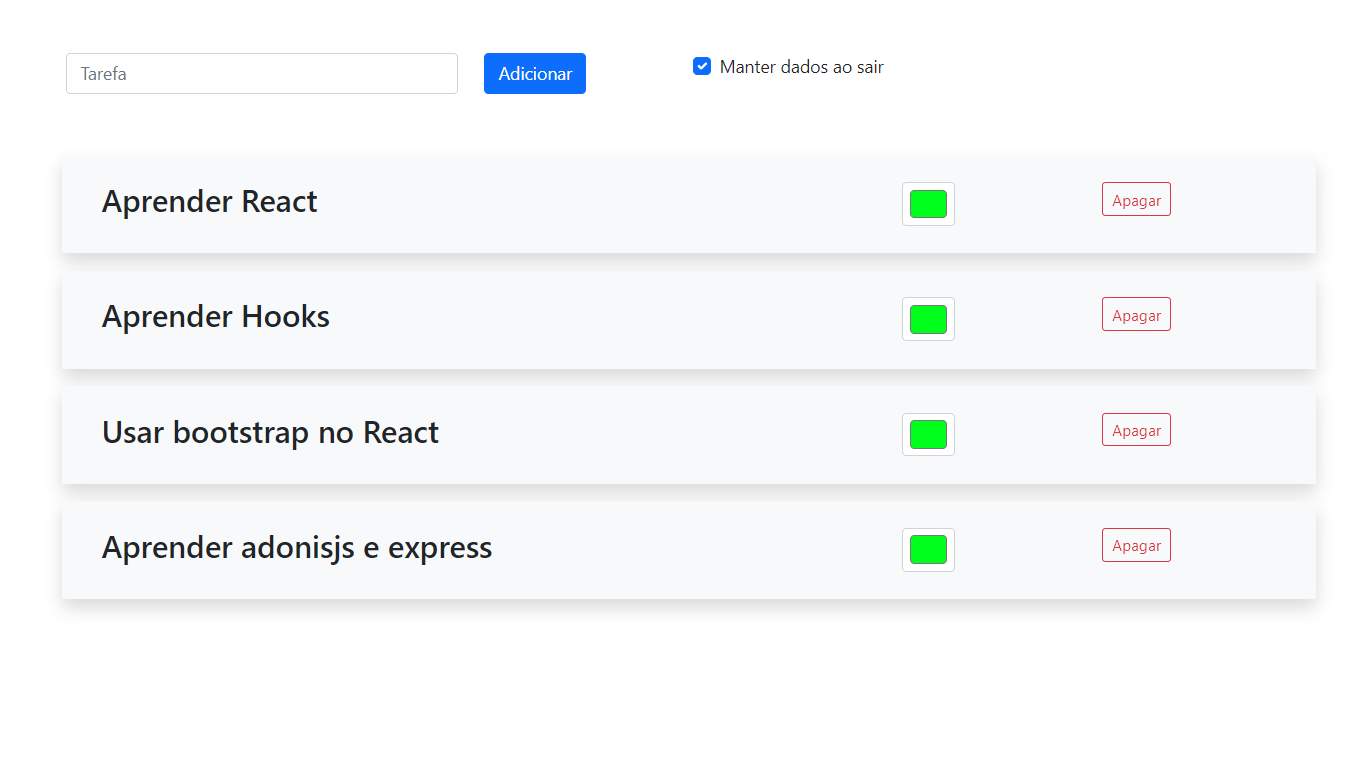 Tarefa
Adicionar
Manter dados ao sair
Aprender React
Apagar
Aprender Hooks
Apagar
Usar bootstrap no React
Apagar
Aprender adonisjs e express
Apagar